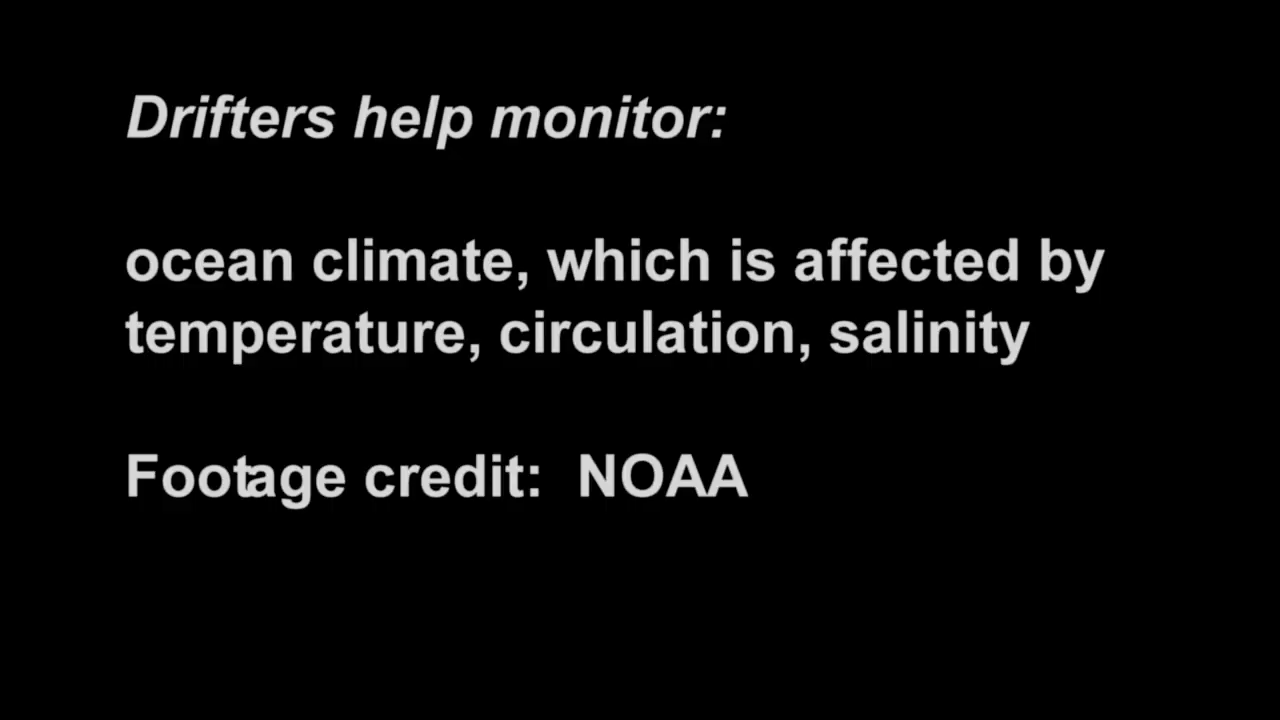 Drifters help monitor:
ocean climate, which is affected by
temperature, circulation, salinity
Footage credit: NOAA